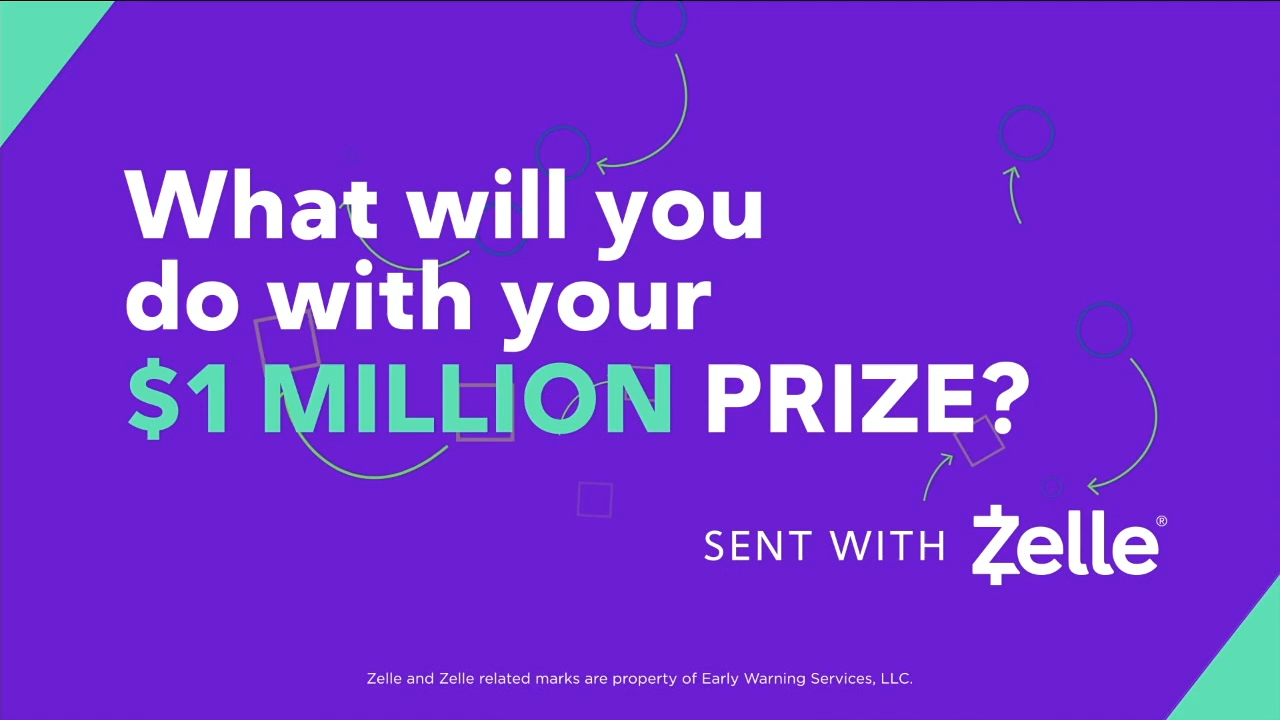 What will you
do with your
$1 MILLION PRIZE?
SENT WITH Zelle®
Zelle and Zelle related marks are property of Early Warning Services, LLC.